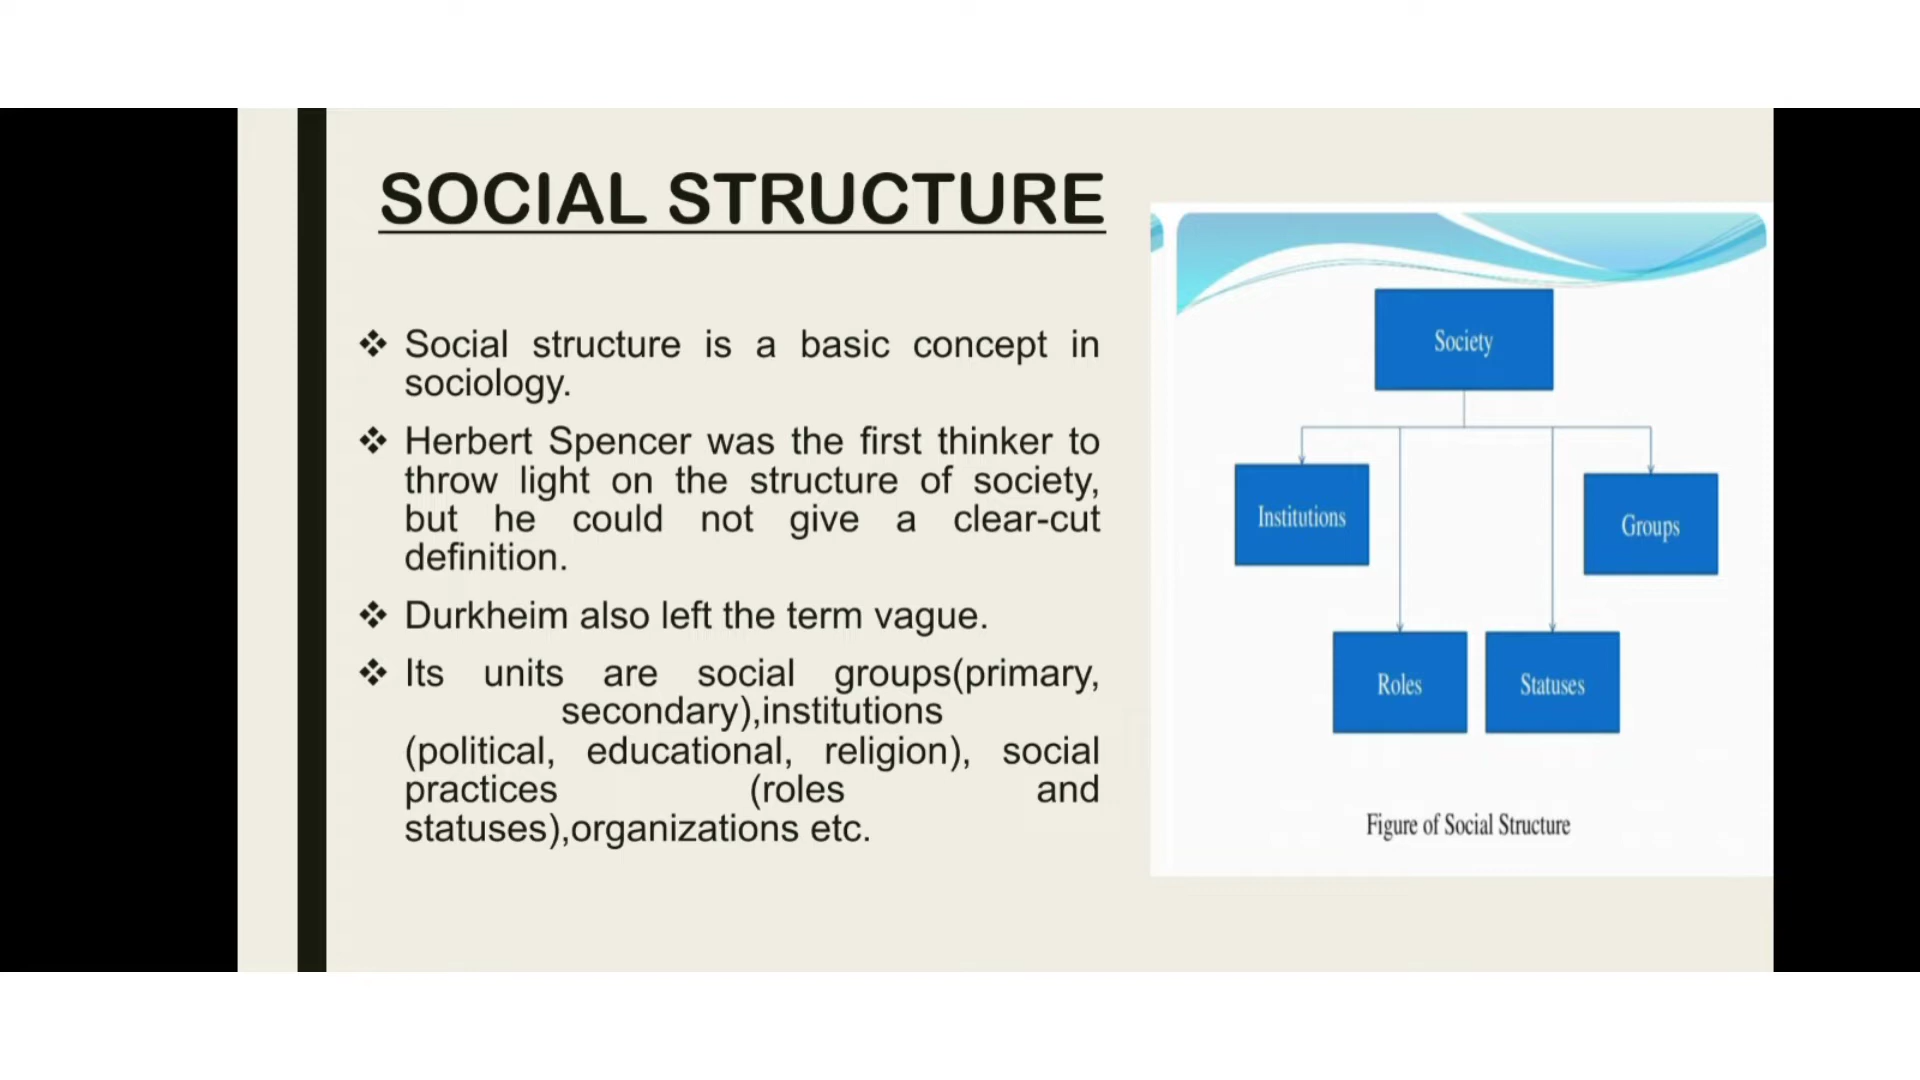 SOCIAL STRUCTURE
❖ Social structure is a basic concept in
sociology.
❖ Herbert Spencer was the first thinker to
throw light on the structure of society,
but he could not give a clear-cut
definition.
❖ Durkheim also left the term vague.
❖ Its units are social groups(primary,
secondary),institutions
(political, educational, religion), social
practices (roles and
statuses),organizations etc.
Society
Institutions
Groups
Roles
Statuses
Figure of Social Structure